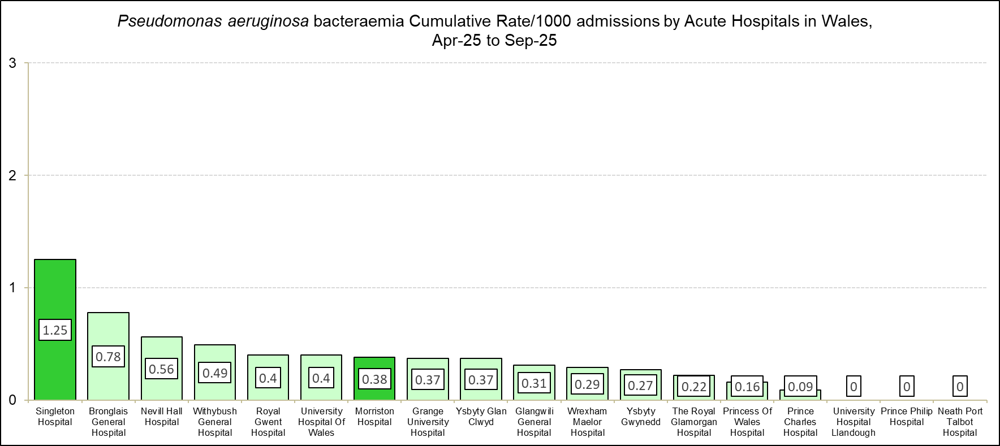 Pseudomonas aeruginosa bacteraemia Cumulative Rate/1000 admissions by Acute Hospitals in Wales,
Apr-25 to Sep-25
3
2
1
0
1.25
0.78
0.56
0.49
0.4
0.4
0.38
0.37
0.37
0.31
0.29
0.27
0.22
0.16
0.09
0
0
0
Singleton
Hospital
Bronglais
General
Hospital
Nevill Hall
Hospital
Withybush
General
Hospital
Royal
Gwent
Hospital
University
Hospital Of
Wales
Morriston
Hospital
Grange
University
Hospital
Ysbyty Glan
Clwyd
Glangwili
General
Hospital
Wrexham
Maelor
Hospital
Ysbyty
Gwynedd
The Royal
Glamorgan
Hospital
Princess Of
Wales
Hospital
Prince
Charles
Hospital
University
Hospital
Llandough
Prince Philip
Hospital
Neath Port
Talbot
Hospital